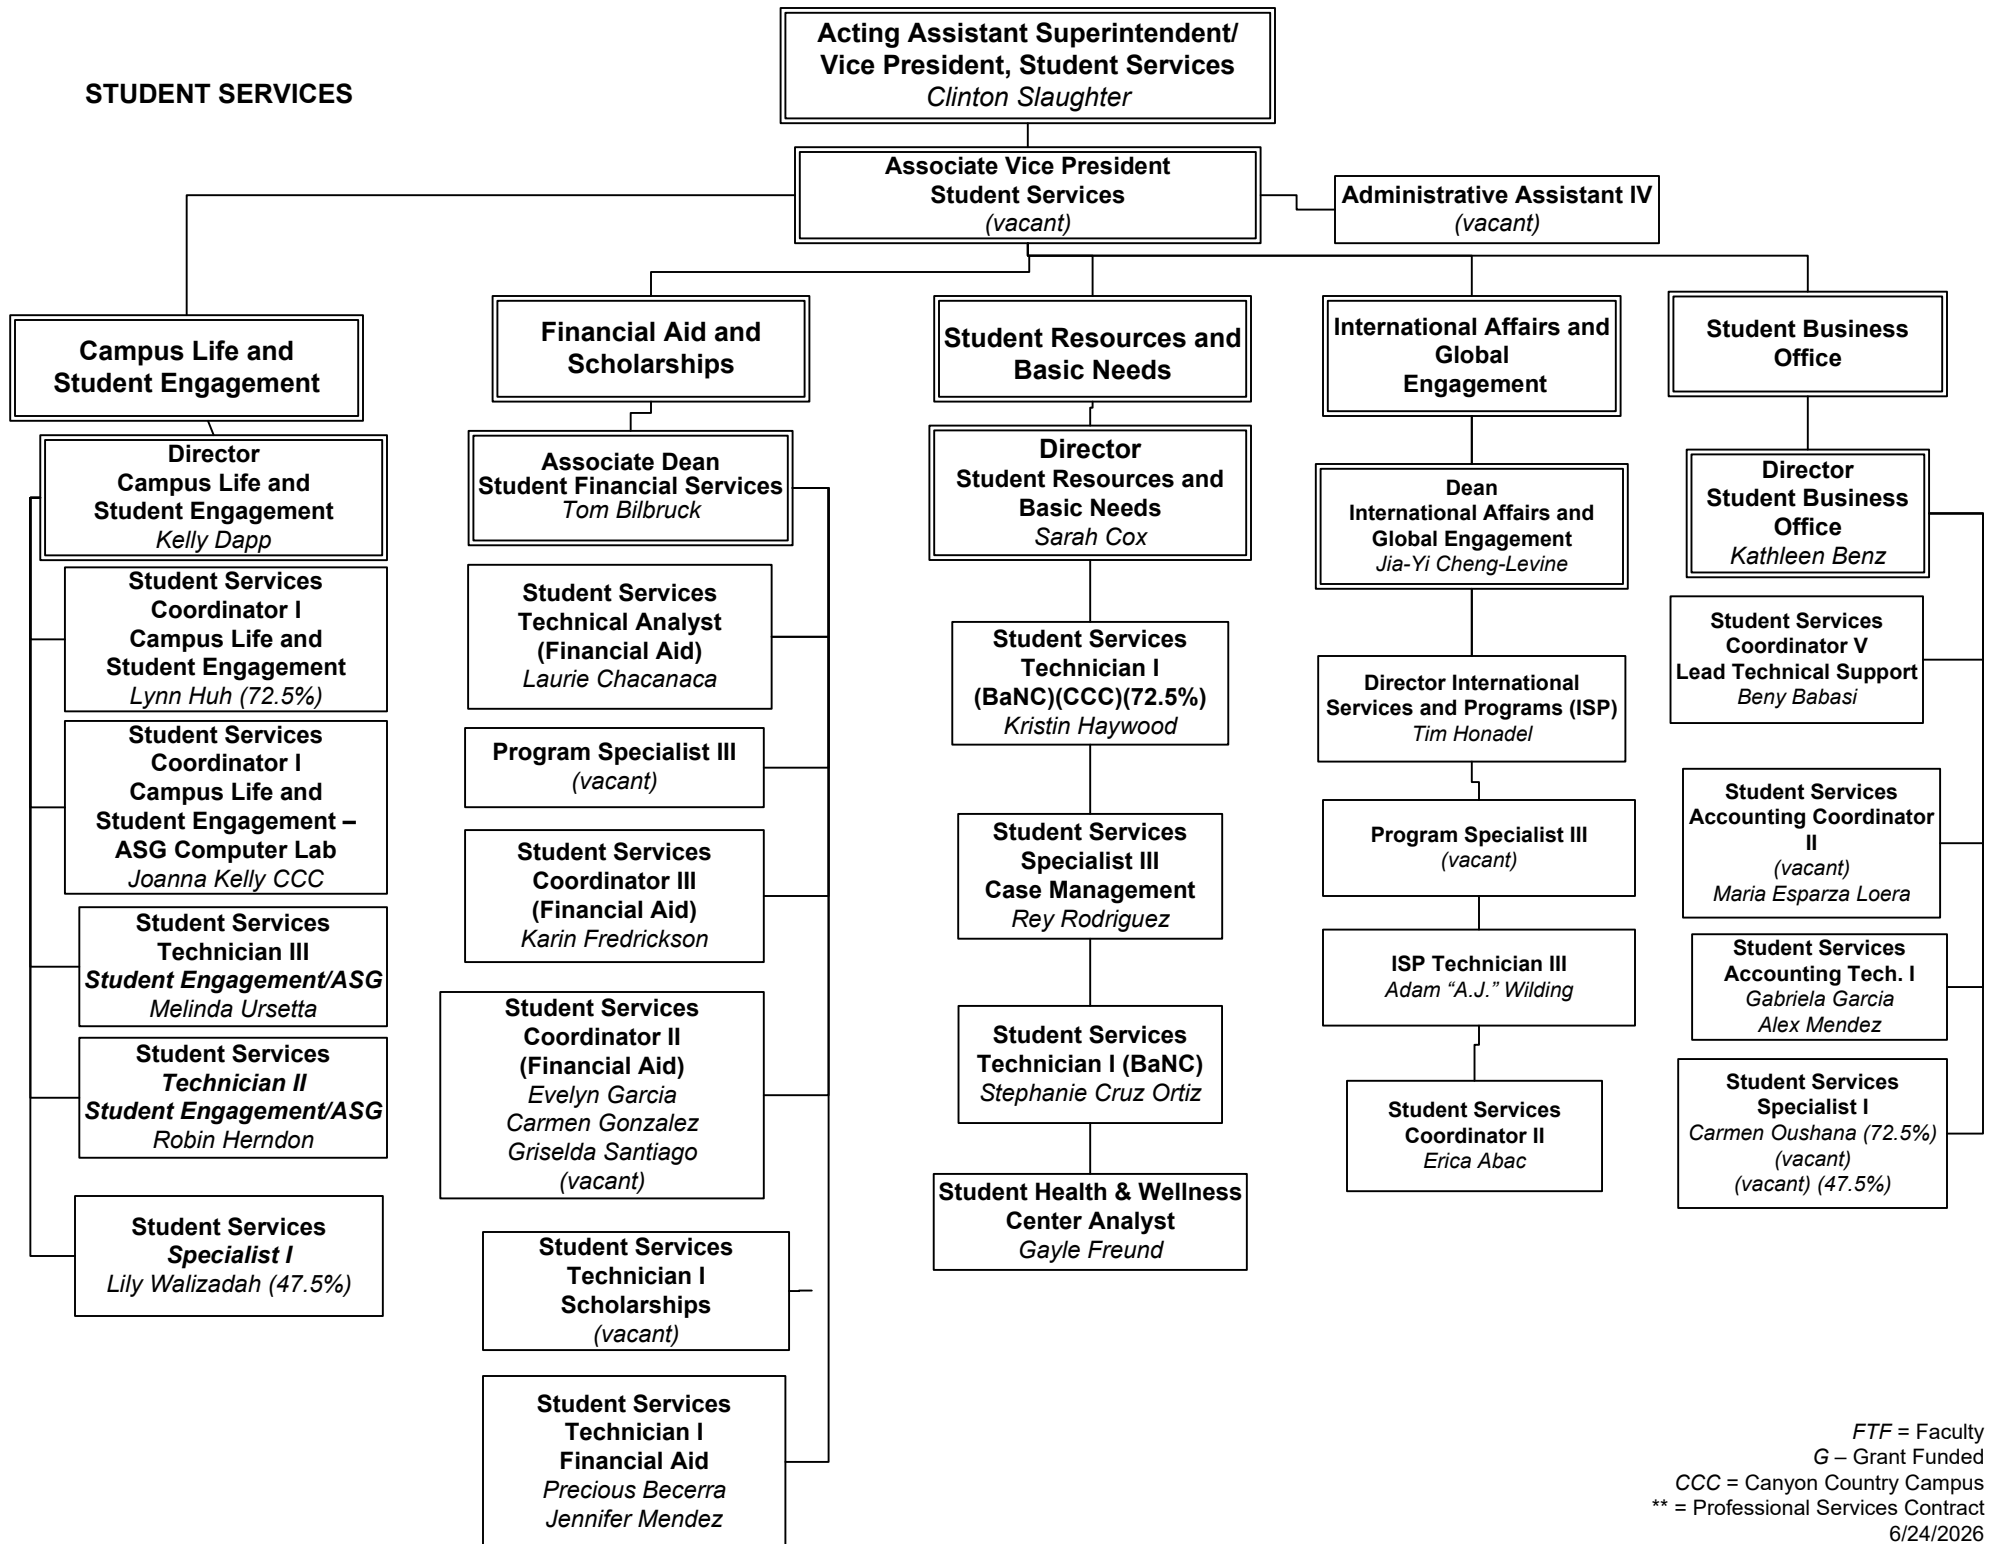 STUDENT SERVICES
Acting Assistant Superintendent/
Vice President, Student Services
Clinton Slaughter
Associate Vice President
Student Services
(vacant)
Administrative Assistant IV
(vacant)
Campus Life and
Student Engagement
Director
Campus Life and
Student Engagement
Kelly Dapp
Student Services
Coordinator I
Campus Life and
Student Engagement
Lynn Huh (72.5%)
Student Services
Coordinator I
Campus Life and
Student Engagement –
ASG Computer Lab
Joanna Kelly CCC
Student Services
Technician III
Student Engagement/ASG
Melinda Ursetta
Student Services
Technician II
Student Engagement/ASG
Robin Herndon
Student Services
Specialist I
Lily Walizadah (47.5%)
Financial Aid and
Scholarships
Associate Dean
Student Financial Services
Tom Bilbruck
Student Services
Technical Analyst
(Financial Aid)
Laurie Chacanaca
Program Specialist III
(vacant)
Student Services
Coordinator III
(Financial Aid)
Karin Fredrickson
Student Services
Coordinator II
(Financial Aid)
Evelyn Garcia
Carmen Gonzalez
Griselda Santiago
(vacant)
Student Services
Technician I
Scholarships
(vacant)
Student Services
Technician I
Financial Aid
Precious Becerra
Jennifer Mendez
Student Resources and
Basic Needs
Director
Student Resources and
Basic Needs
Sarah Cox
Student Services
Technician I
(BaNC)(CCC)(72.5%)
Kristin Haywood
Student Services
Specialist III
Case Management
Rey Rodriguez
Student Services
Technician I (BaNC)
Stephanie Cruz Ortiz
Student Health & Wellness
Center Analyst
Gayle Freund
International Affairs and
Global
Engagement
Dean
International Affairs and
Global Engagement
Jia-Yi Cheng-Levine
Director International
Services and Programs (ISP)
Tim Honadel
Program Specialist III
(vacant)
ISP Technician III
Adam “A.J.” Wilding
Student Services
Coordinator II
Erica Abac
Student Business
Office
Director
Student Business
Office
Kathleen Benz
Student Services
Coordinator V
Lead Technical Support
Beny Babasi
Student Services
Accounting Coordinator
II
(vacant)
Maria Esparza Loera
Student Services
Accounting Tech. I
Gabriela Garcia
Alex Mendez
Student Services
Specialist I
Carmen Oushana (72.5%)
(vacant)
(vacant) (47.5%)
FTF = Faculty
G – Grant Funded
CCC = Canyon Country Campus
** = Professional Services Contract
6/24/2026